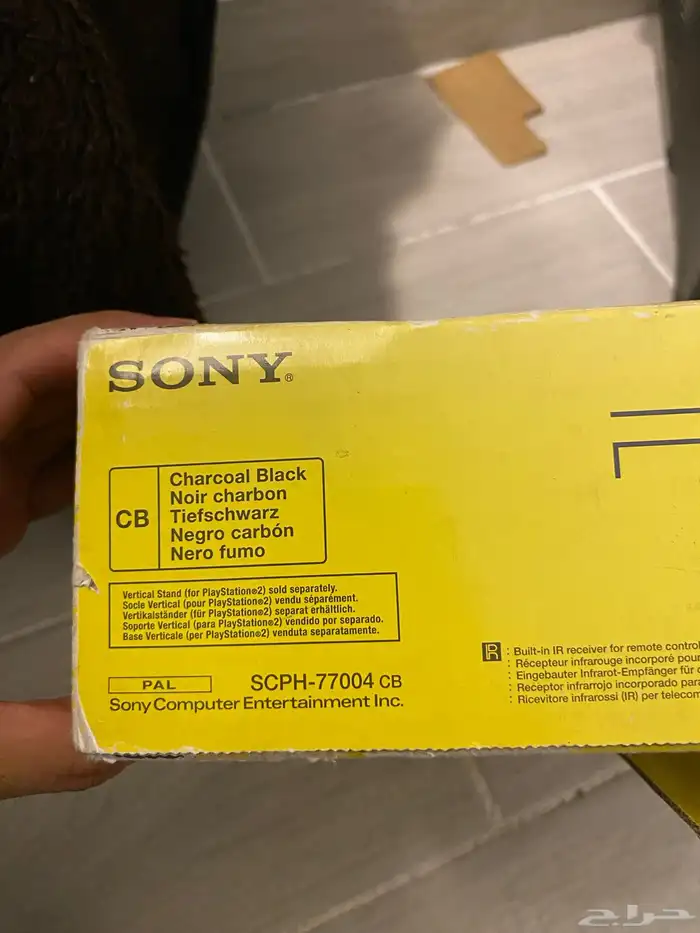 SONY®
CB
Charcoal Black
Noir charbon
Tiefschwarz
Negro carbón
Nero fumo
Vertical Stand (for PlayStation®2) sold separately.
Socle Vertical (pour PlayStation®2) vendu séparément.
Vertikalständer (für PlayStation®2) separat erhältlich.
Soporte Vertical (para PlayStation®2) vendido por separado.
Base Verticale (per PlayStation®2) venduta separatamente.
PAL
SCPH-77004 CB
Sony Computer Entertainment Inc.
IR : Built-in IR receiver for remote control
: Récepteur infrarouge incorporé pour
: Eingebauter Infrarot-Empfänger für
: Receptor infrarrojo incorporado para
: Ricevitore infrarossi (IR) per telecom
حراج